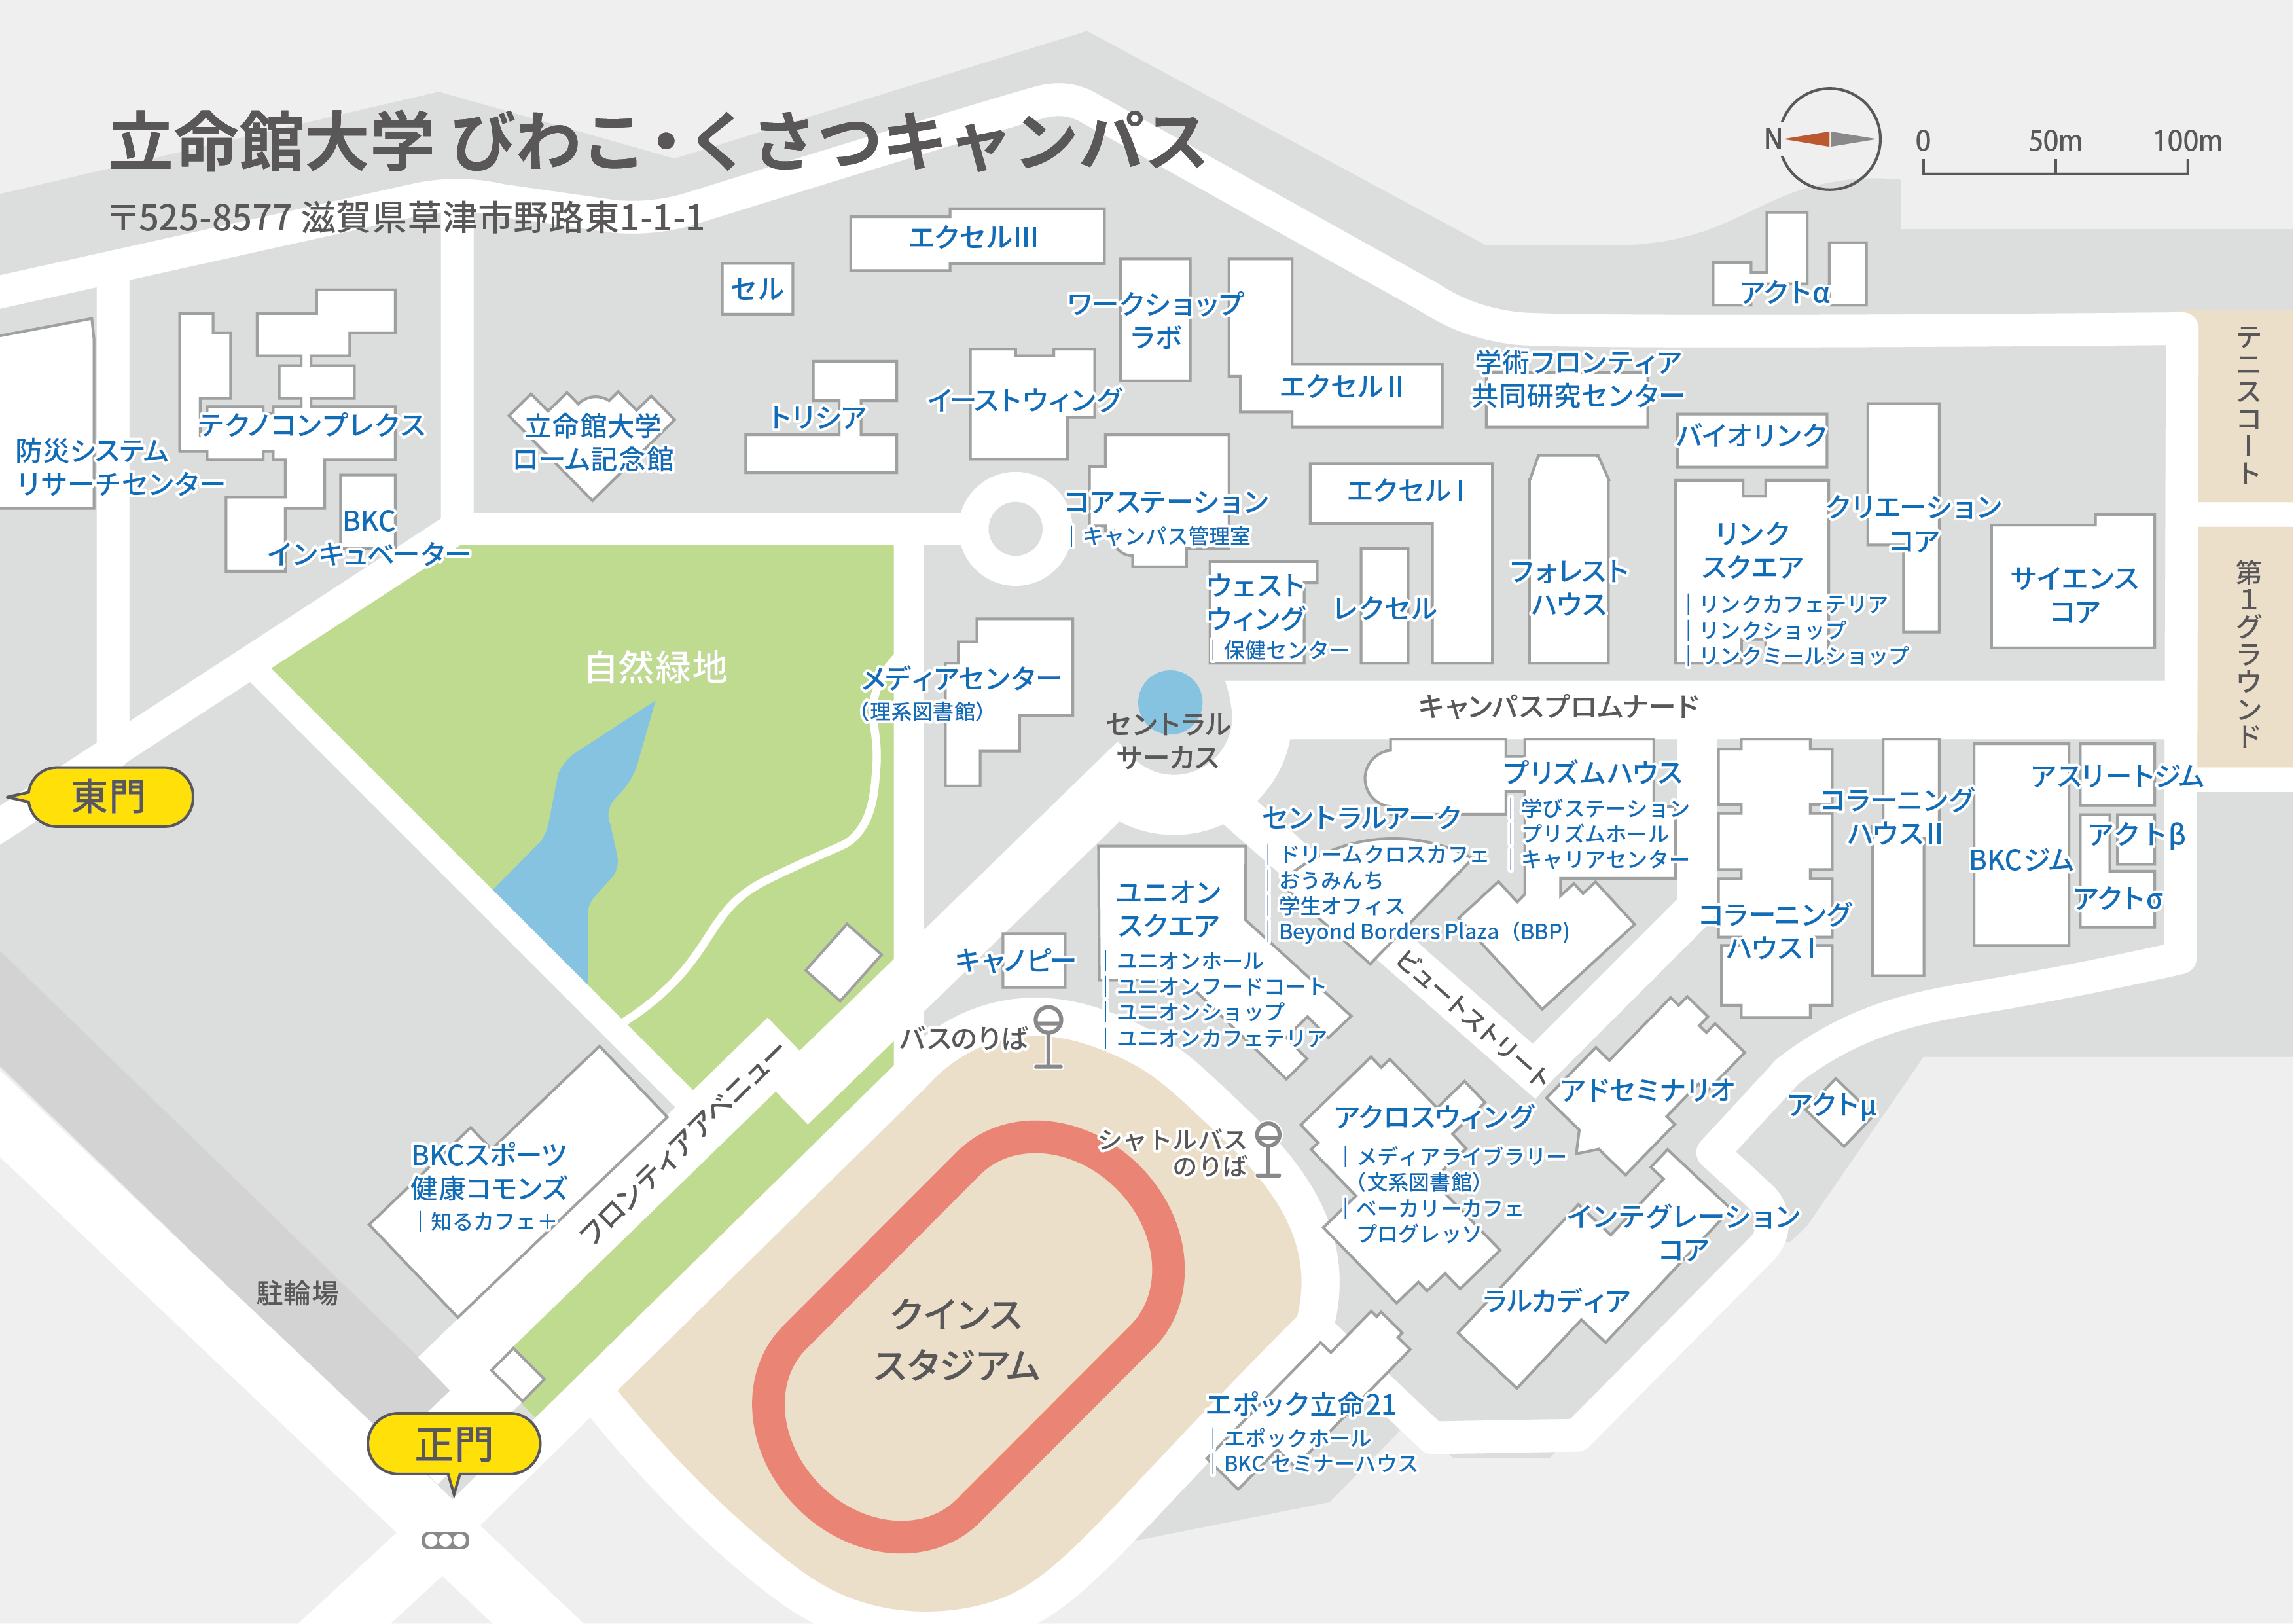 立命館大学 びわこ・くさつキャンパス
〒525-8577 滋賀県草津市野路東1-1-1
N
0 50m 100m
エクセルIII
セル
ワークショップ
ラボ
アクトα
テニスコート
学術フロンティア
共同研究センター
エクセルII
イーストウィング
トリシア
立命館大学
ローム記念館
テクノコンプレクス
防災システム
リサーチセンター
BKC
インキュベーター
バイオリンク
コアステーション
｜キャンパス管理室
エクセルI
クリエーション
コア
リンク
スクエア
｜リンクカフェテリア
｜リンクショップ
｜リンクミールショップ
フォレスト
ハウス
サイエンス
コア
第1グラウンド
ウェスト
ウィング
｜保健センター
レクセル
自然緑地
メディアセンター
（理系図書館）
セントラル
サーカス
キャンパスプロムナード
東門
プリズムハウス
｜学びステーション
｜プリズムホール
｜キャリアセンター
セントラルアーク
｜ドリームクロスカフェ
｜おうみんち
｜学生オフィス
｜Beyond Borders Plaza（BBP）
コラーニング
ハウスII
アスリートジム
アクトβ
BKCジム
アクトσ
コラーニング
ハウスI
ユニオン
スクエア
｜ユニオンホール
｜ユニオンフードコート
｜ユニオンショップ
｜ユニオンカフェテリア
キャノピー
バスのりば
ビュートストリート
フロンティアアベニュー
アドセミナリオ
アクトμ
アクロスウィング
｜メディアライブラリー
（文系図書館）
｜ベーカリーカフェ
プログレッソ
シャトルバス
のりば
BKCスポーツ
健康コモンズ
｜知るカフェ＋
インテグレーション
コア
ラルカディア
駐輪場
クインス
スタジアム
エポック立命21
｜エポックホール
｜BKC セミナーハウス
正門